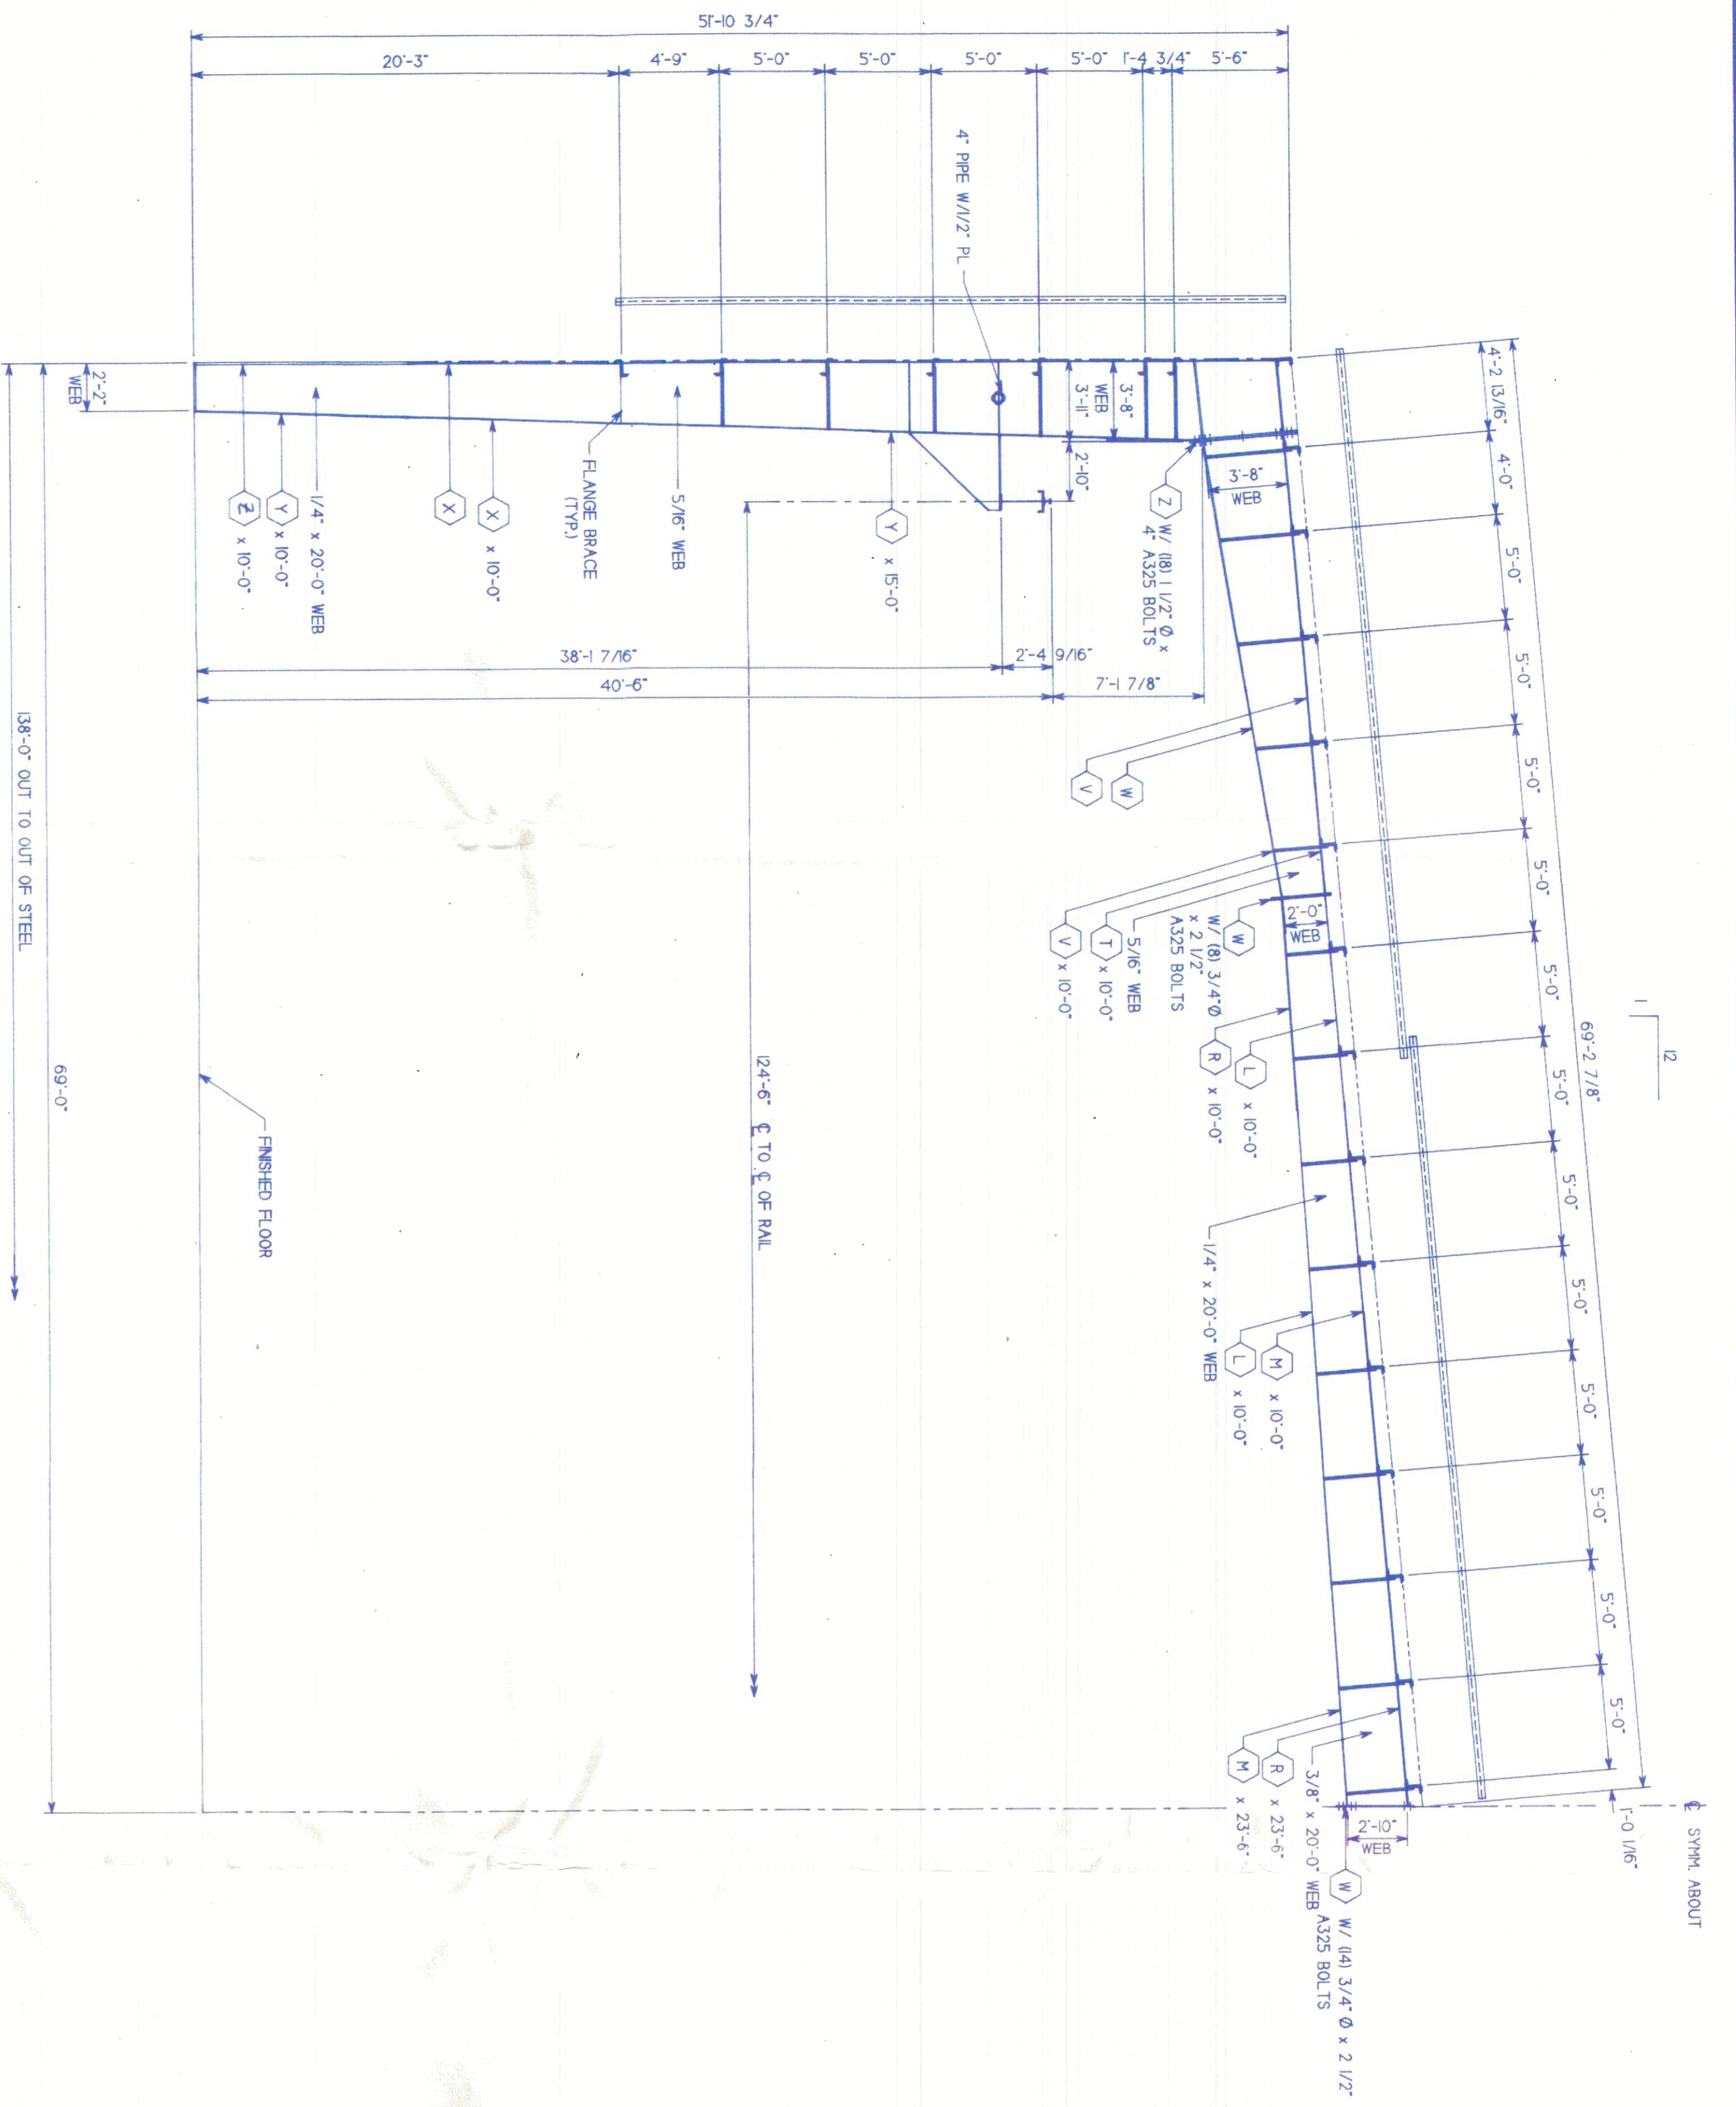 51'-10 3/4"
20'-3"
4'-9"
5'-0"
5'-0"
5'-0"
5'-0"
1'-4 3/4"
5'-6"
4" PIPE W/1/2" PL
4'-2 13/16"
4'-0"
5'-0"
5'-0"
5'-0"
5'-0"
5'-0"
5'-0"
5'-0"
5'-0"
5'-0"
5'-0"
5'-0"
5'-0"
1'-0 1/16"
69'-2 7/8"
12
1
℄ SYMM. ABOUT
2'-2"
WEB
3'-8"
WEB
3'-11"
2'-10"
3'-8"
WEB
Z W/ (18) 1 1/2" Ø x
4" A325 BOLTS
Z x 10'-0"
Y x 10'-0"
1/4" x 20'-0" WEB
X
X x 10'-0"
FLANGE BRACE
(TYP.)
5/16" WEB
Y x 15'-0"
38'-1 7/16"
2'-4 9/16"
40'-6"
7'-1 7/8"
V
W
2'-0"
WEB
W
W/ (8) 3/4"Ø
x 2 1/2"
A325 BOLTS
5/16" WEB
T x 10'-0"
V x 10'-0"
L x 10'-0"
R x 10'-0"
1/4" x 20'-0" WEB
M x 10'-0"
L x 10'-0"
2'-10"
WEB
W W/ (14) 3/4" Ø x 2 1/2"
A325 BOLTS
3/8" x 20'-0" WEB
R x 23'-6"
M x 23'-6"
124'-6" ℄ TO ℄ OF RAIL
FINISHED FLOOR
69'-0"
138'-0" OUT TO OUT OF STEEL